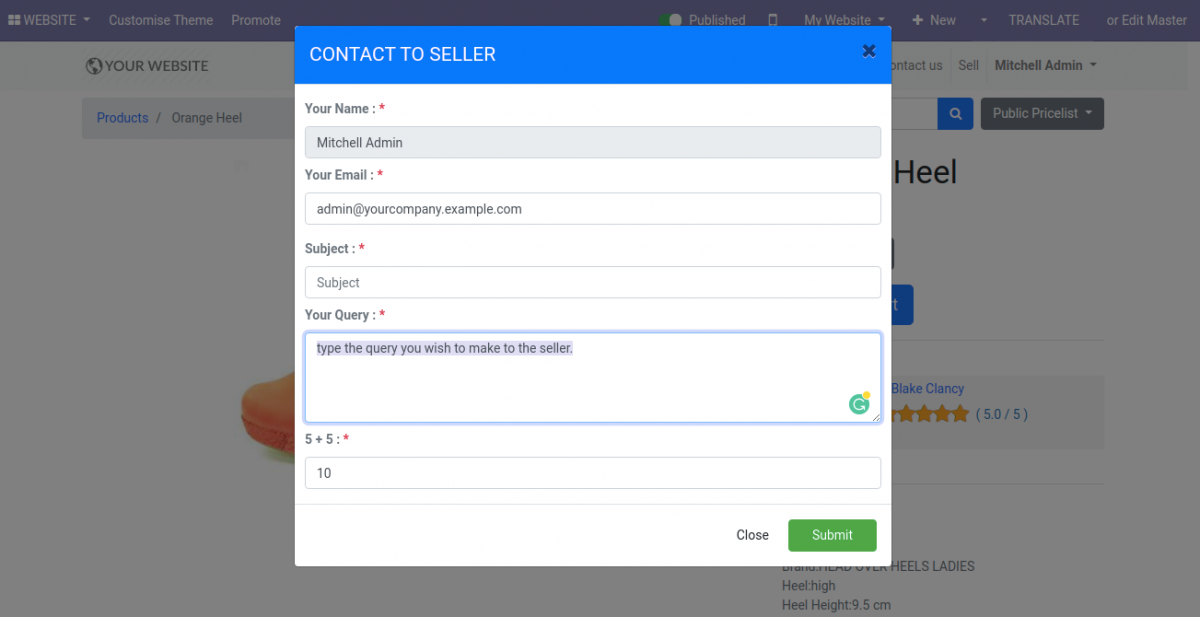 WEBSITE Customise Theme Promote Published My Website New TRANSLATE or Edit Master
CONTACT TO SELLER
YOUR WEBSITE
ontact us Sell Mitchell Admin
Products / Orange Heel
Public Pricelist
Heel
Your Name : *
Mitchell Admin
Your Email : *
admin@yourcompany.example.com
Subject : *
Subject
Your Query : *
type the query you wish to make to the seller.
t
Blake Clancy
( 5.0 / 5 )
5 + 5 : *
10
Close Submit
Brand:HEAD OVER HEELS LADIES
Heel:high
Heel Height:9.5 cm